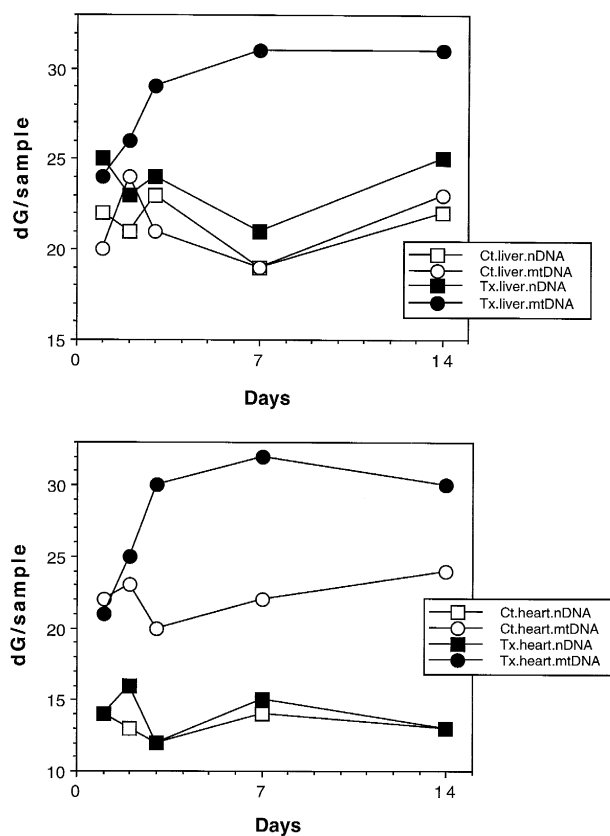 30
25
20
15
dG/sample
0
7
14
Days
Ct.liver.nDNA
Ct.liver.mtDNA
Tx.liver.nDNA
Tx.liver.mtDNA
30
25
20
15
10
dG/sample
0
7
14
Days
Ct.heart.nDNA
Ct.heart.mtDNA
Tx.heart.nDNA
Tx.heart.mtDNA